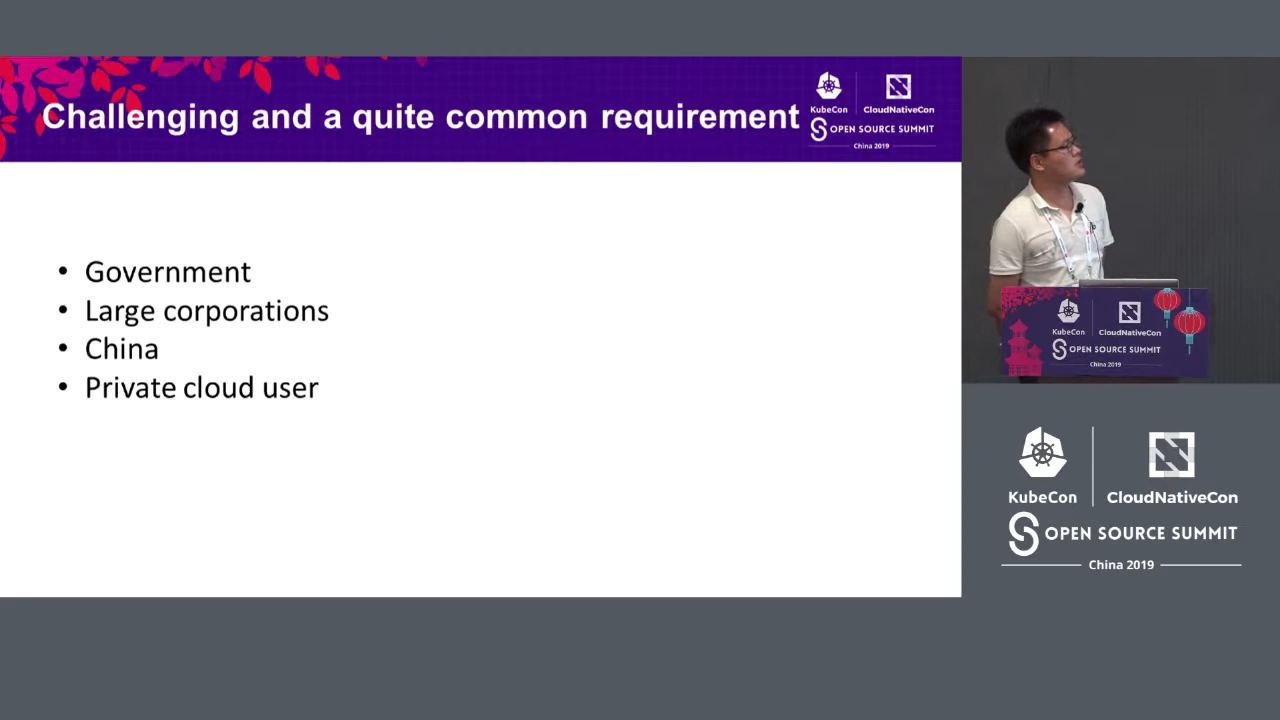 Challenging and a quite common requirement
KubeCon
CloudNativeCon
OPEN SOURCE SUMMIT
China 2019
• Government
• Large corporations
• China
• Private cloud user
KubeCon
CloudNativeCon
OPEN SOURCE SUMMIT
China 2019
KubeCon
CloudNativeCon
OPEN SOURCE SUMMIT
China 2019